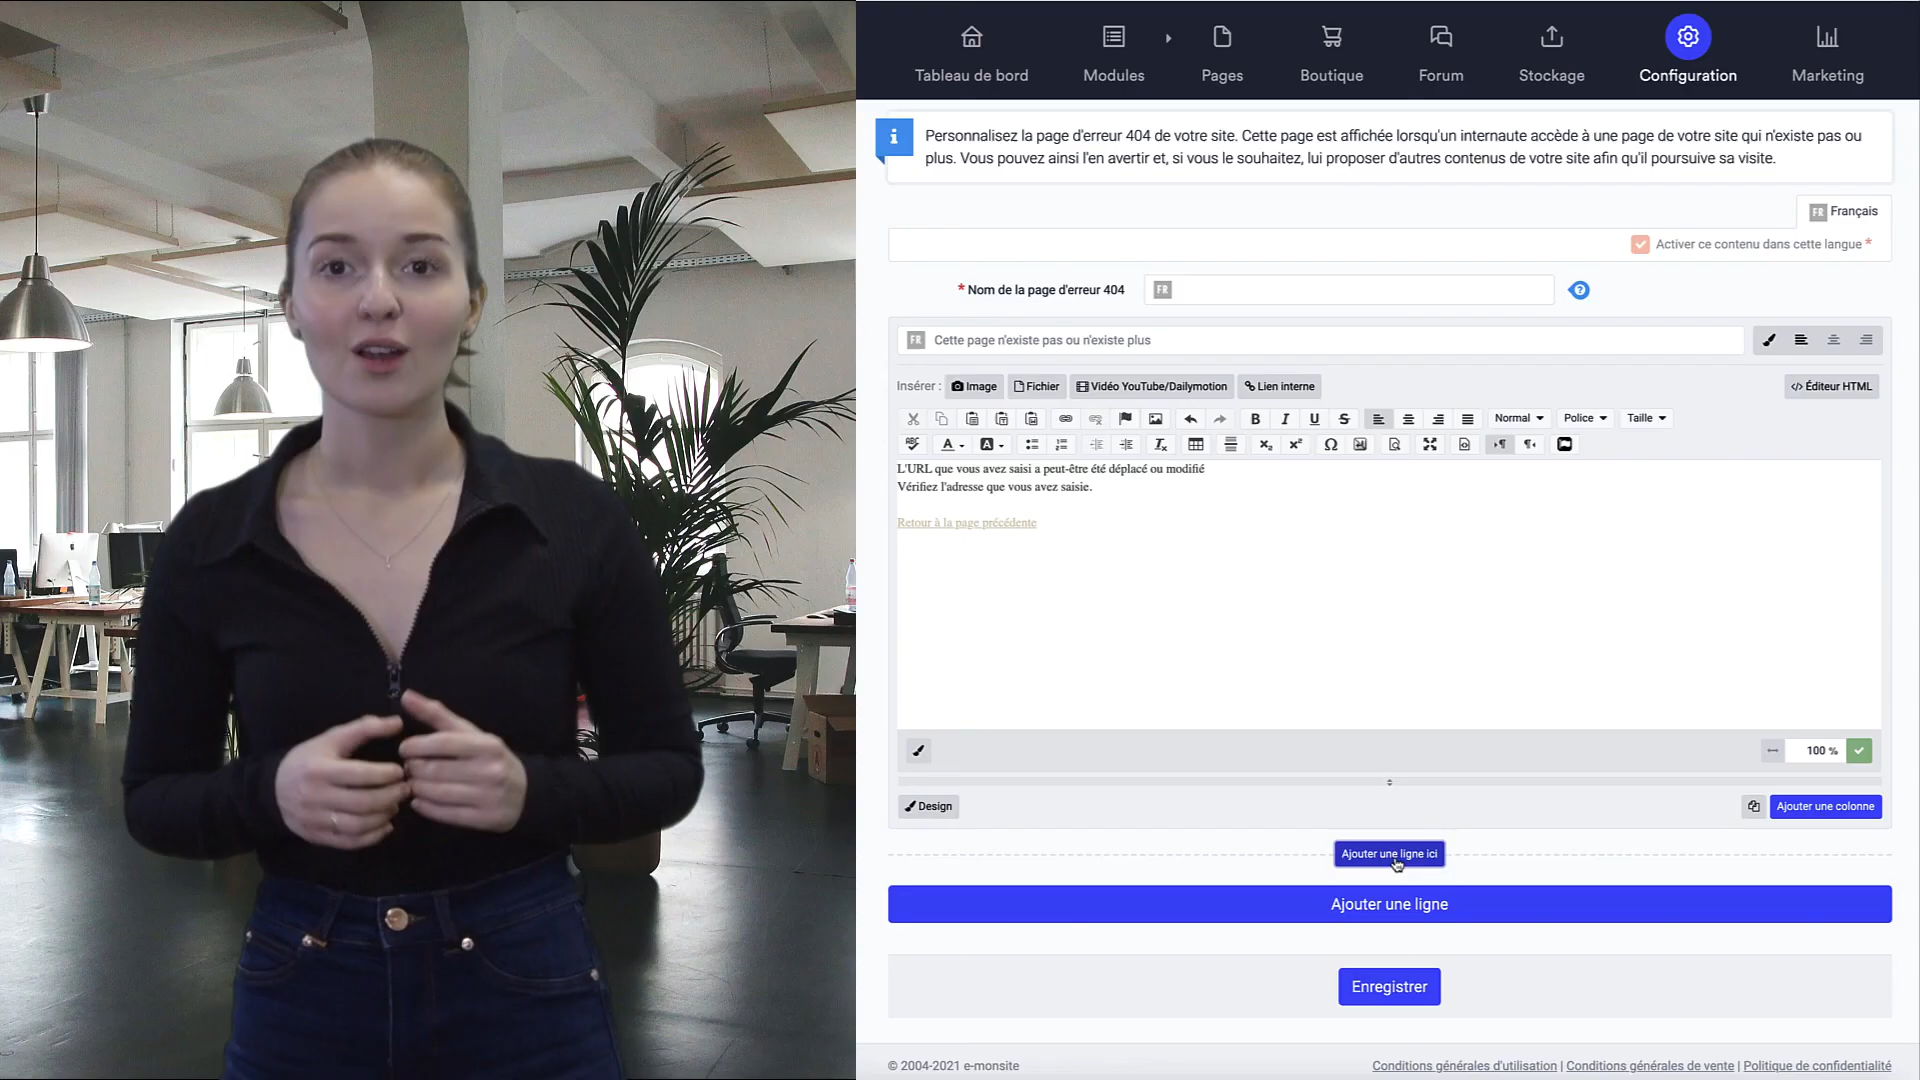 Tableau de bord
Modules
Pages
Boutique
Forum
Stockage
Configuration
Marketing
Personnalisez la page d'erreur 404 de votre site. Cette page est affichée lorsqu'un internaute accède à une page de votre site qui n'existe pas ou
plus. Vous pouvez ainsi l'en avertir et, si vous le souhaitez, lui proposer d'autres contenus de votre site afin qu'il poursuive sa visite.
FR Français
Activer ce contenu dans cette langue *
* Nom de la page d'erreur 404 FR
FR Cette page n'existe pas ou n'existe plus
Insérer : Image Fichier Vidéo YouTube/Dailymotion Lien interne </> Éditeur HTML
B I U S Normal Police Taille
L'URL que vous avez saisi a peut-être été déplacé ou modifié
Vérifiez l'adresse que vous avez saisie.
Retour à la page précédente
100 %
Design
Ajouter une colonne
Ajouter une ligne ici
Ajouter une ligne
Enregistrer
© 2004-2021 e-monsite
Conditions générales d'utilisation | Conditions générales de vente | Politique de confidentialité